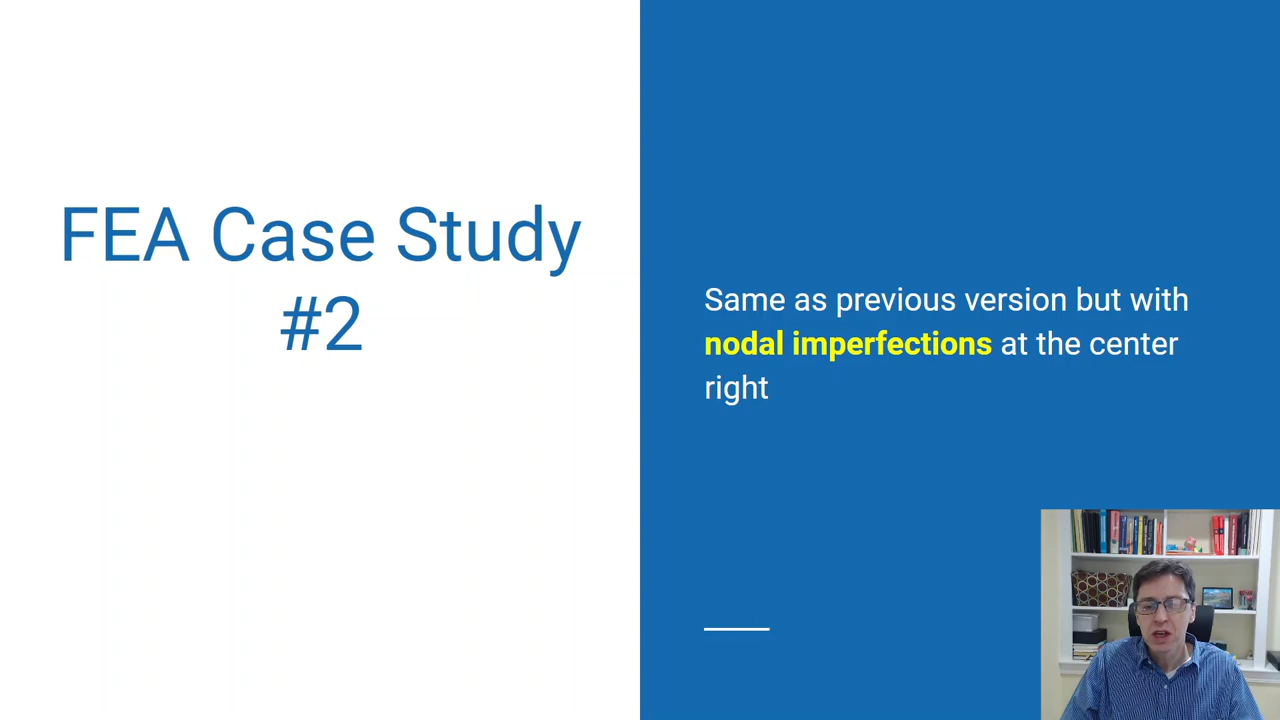 FEA Case Study
#2
Same as previous version but with
nodal imperfections at the center
right